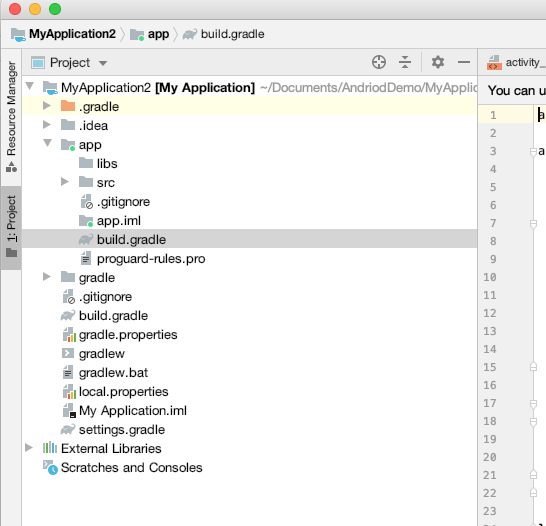 MyApplication2 app build.gradle
Resource Manager
1: Project
Project
MyApplication2 [My Application] ~/Documents/AndriodDemo/MyApplic
.gradle
.idea
app
libs
src
.gitignore
app.iml
build.gradle
proguard-rules.pro
gradle
.gitignore
build.gradle
gradle.properties
gradlew
gradlew.bat
local.properties
My Application.iml
settings.gradle
External Libraries
Scratches and Consoles
activity_
You can u
1 a
2
3 a
4
5
6
7
8
9
10
11
12
13
14
15
16
17
18
19
20
21
22
23